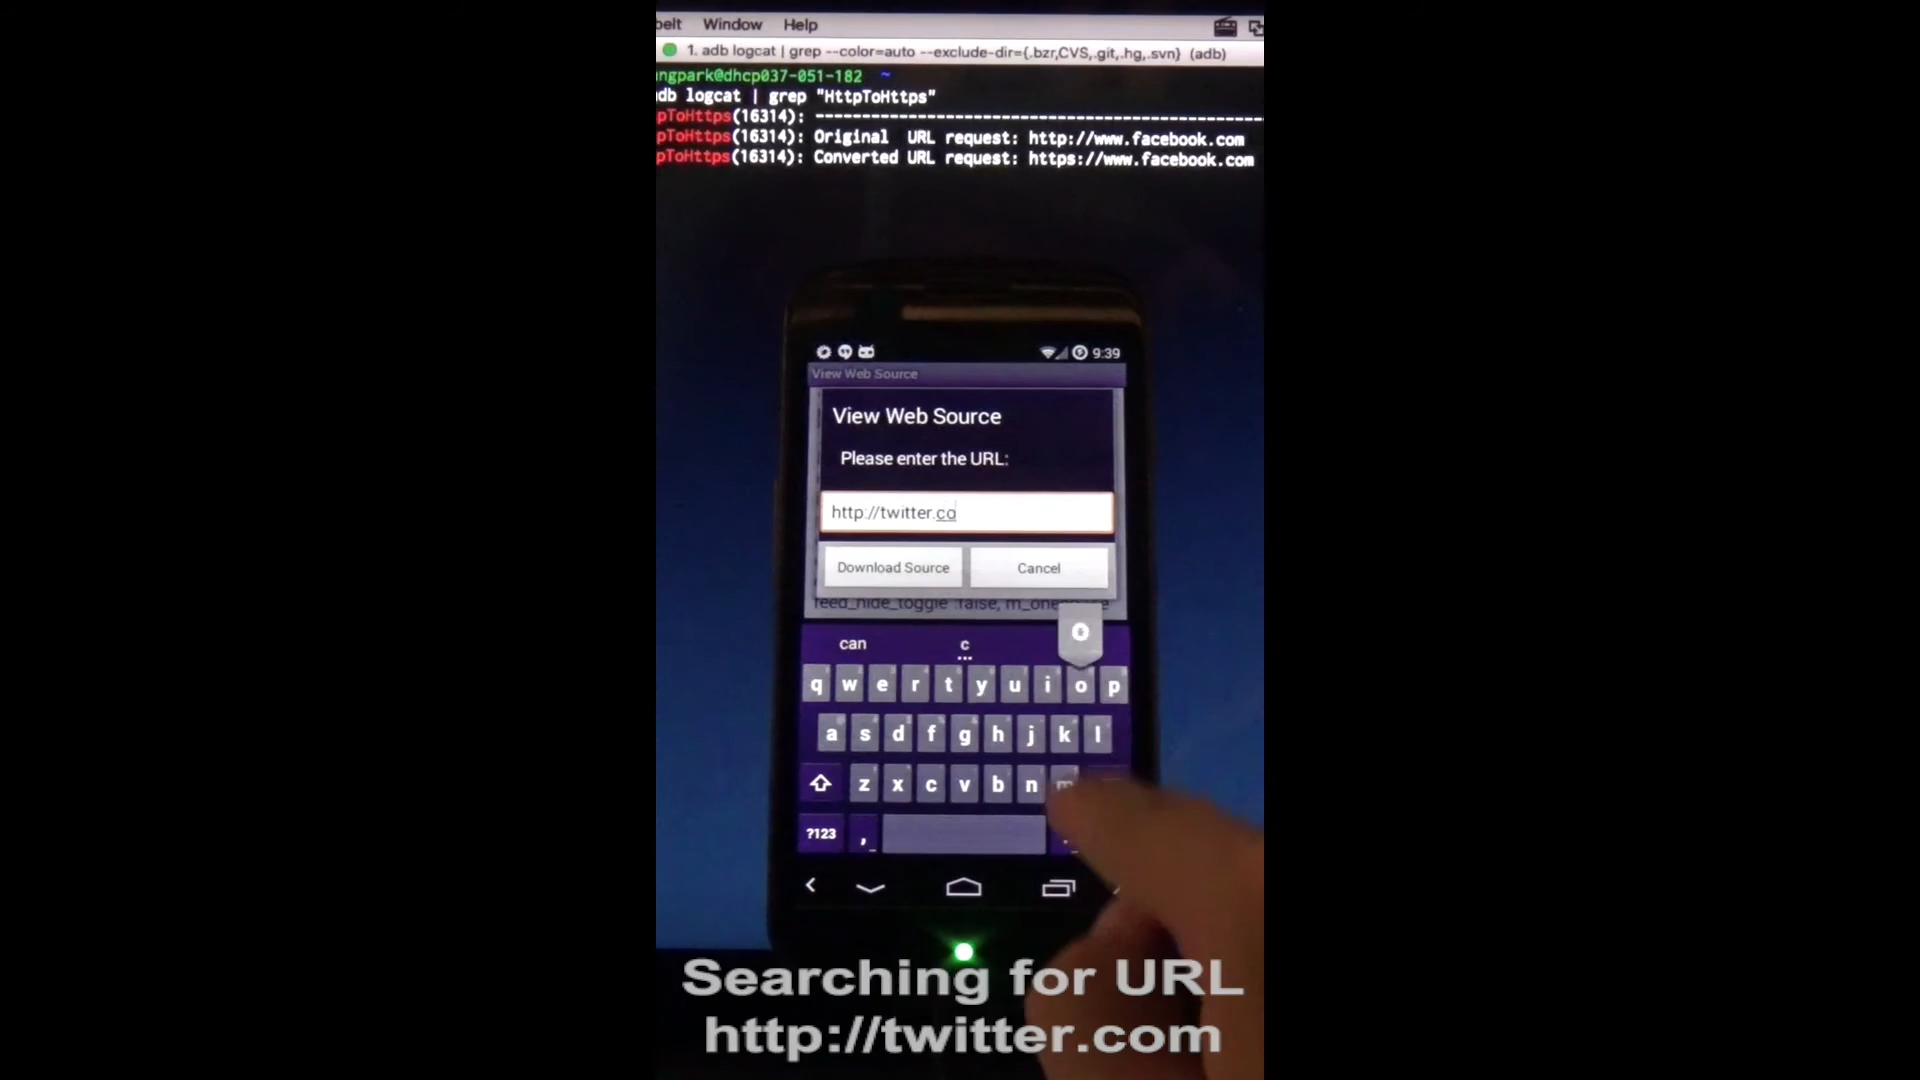 belt Window Help
1. adb logcat | grep --color=auto --exclude-dir={.bzr,CVS,.git,.hg,.svn} (adb)
ngpark@dhcp037-051-182 ~
db logcat | grep "HttpToHttps"
pToHttps(16314): ------------------------------------------------
pToHttps(16314): Original URL request: http://www.facebook.com
pToHttps(16314): Converted URL request: https://www.facebook.com
9:39
View Web Source
View Web Source
Please enter the URL:
http://twitter.co
Download Source Cancel
feed_hide_toggle :false,
o
can c
q w e r t y u i o p
a s d f g h j k l
z x c v b n m
?123 , .
Searching for URL
http://twitter.com